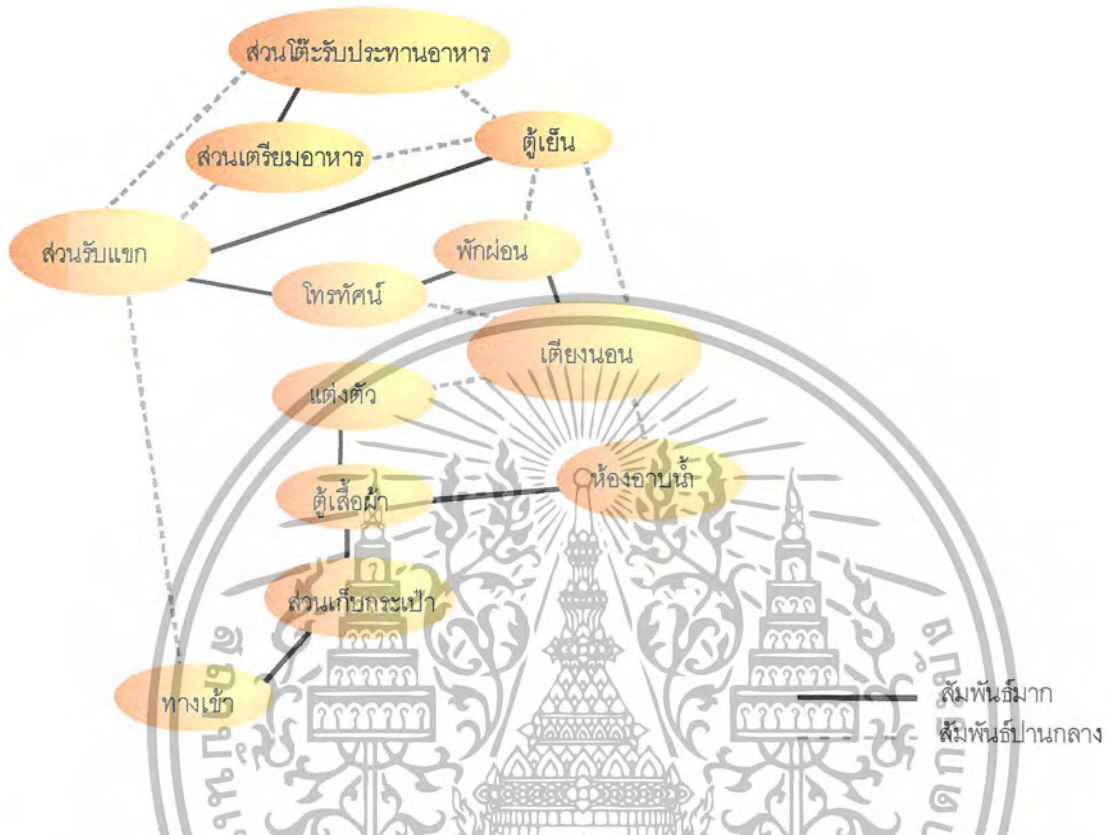 ส่วนโต๊ะรับประทานอาหาร
ตู้เย็น
ส่วนเตรียมอาหาร
ส่วนรับแขก
พักผ่อน
โทรทัศน์
เตียงนอน
แต่งตัว
ห้องอาบน้ำ
ตู้เสื้อผ้า
ส่วนเก็บกระเป๋า
ทางเข้า
สัมพันธ์มาก
สัมพันธ์ปานกลาง